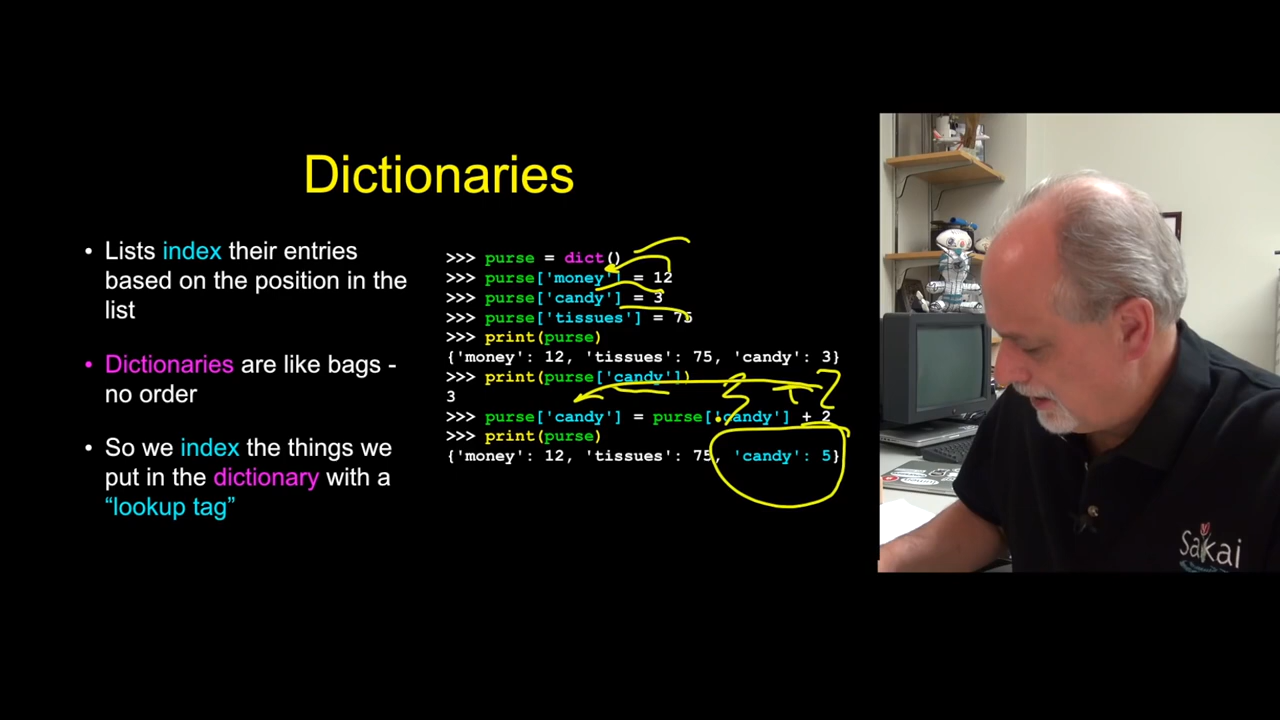 Dictionaries
• Lists index their entries
based on the position in the
list
• Dictionaries are like bags -
no order
• So we index the things we
put in the dictionary with a
“lookup tag”
>>> purse = dict()
>>> purse['money'] = 12
>>> purse['candy'] = 3
>>> purse['tissues'] = 75
>>> print(purse)
{'money': 12, 'tissues': 75, 'candy': 3}
>>> print(purse['candy'])
3
>>> purse['candy'] = purse['candy'] + 2
>>> print(purse)
{'money': 12, 'tissues': 75, 'candy': 5}
3 + 2
Sakai